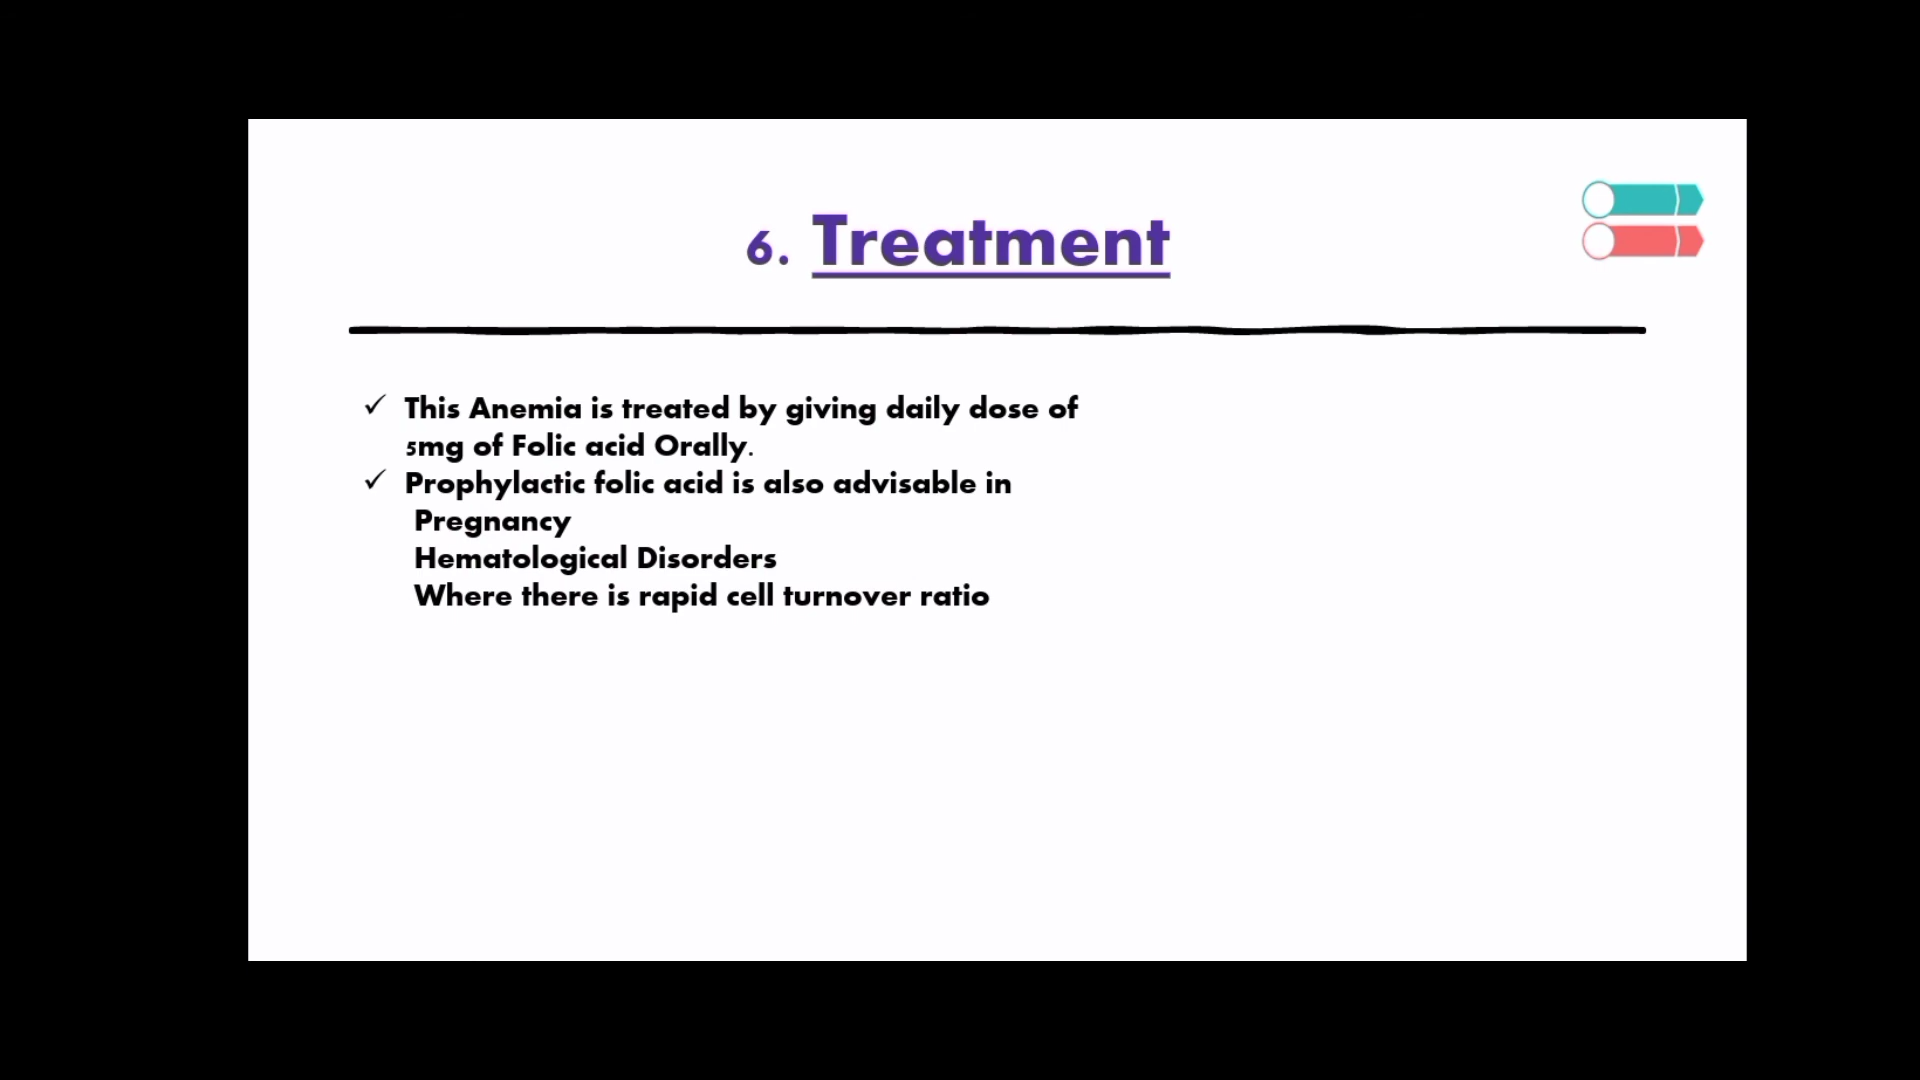 6. Treatment
✓ This Anemia is treated by giving daily dose of
5mg of Folic acid Orally.
✓ Prophylactic folic acid is also advisable in
Pregnancy
Hematological Disorders
Where there is rapid cell turnover ratio